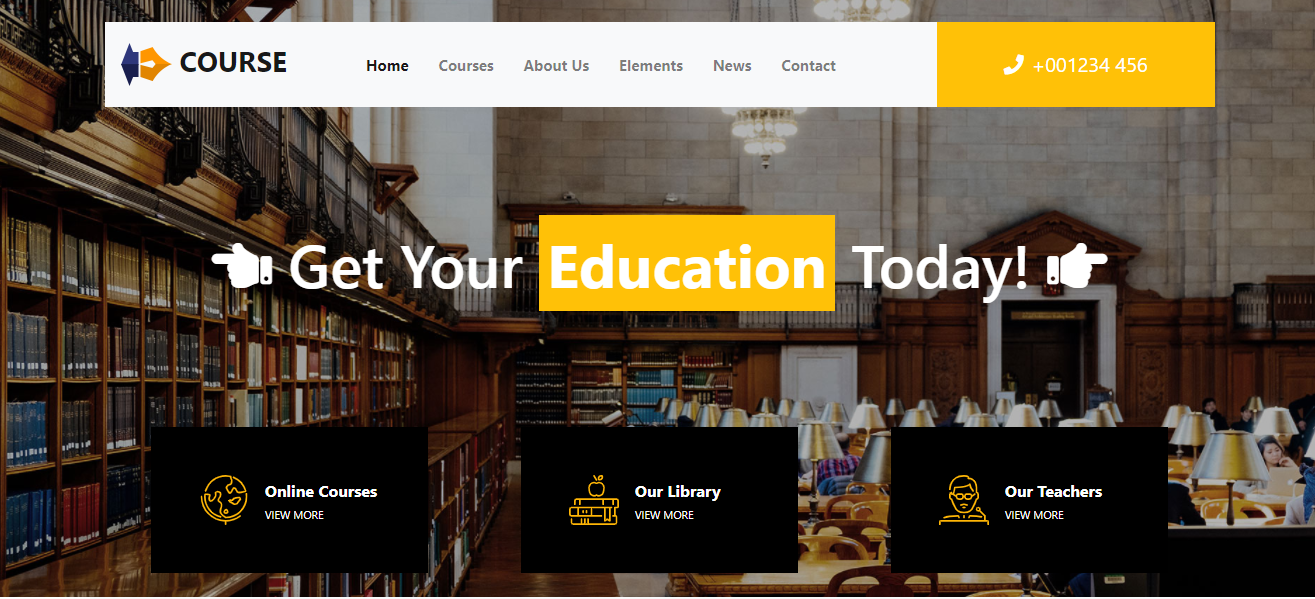 COURSE
Home Courses About Us Elements News Contact
+001234 456
Get Your Education Today!
Online Courses
VIEW MORE
Our Library
VIEW MORE
Our Teachers
VIEW MORE